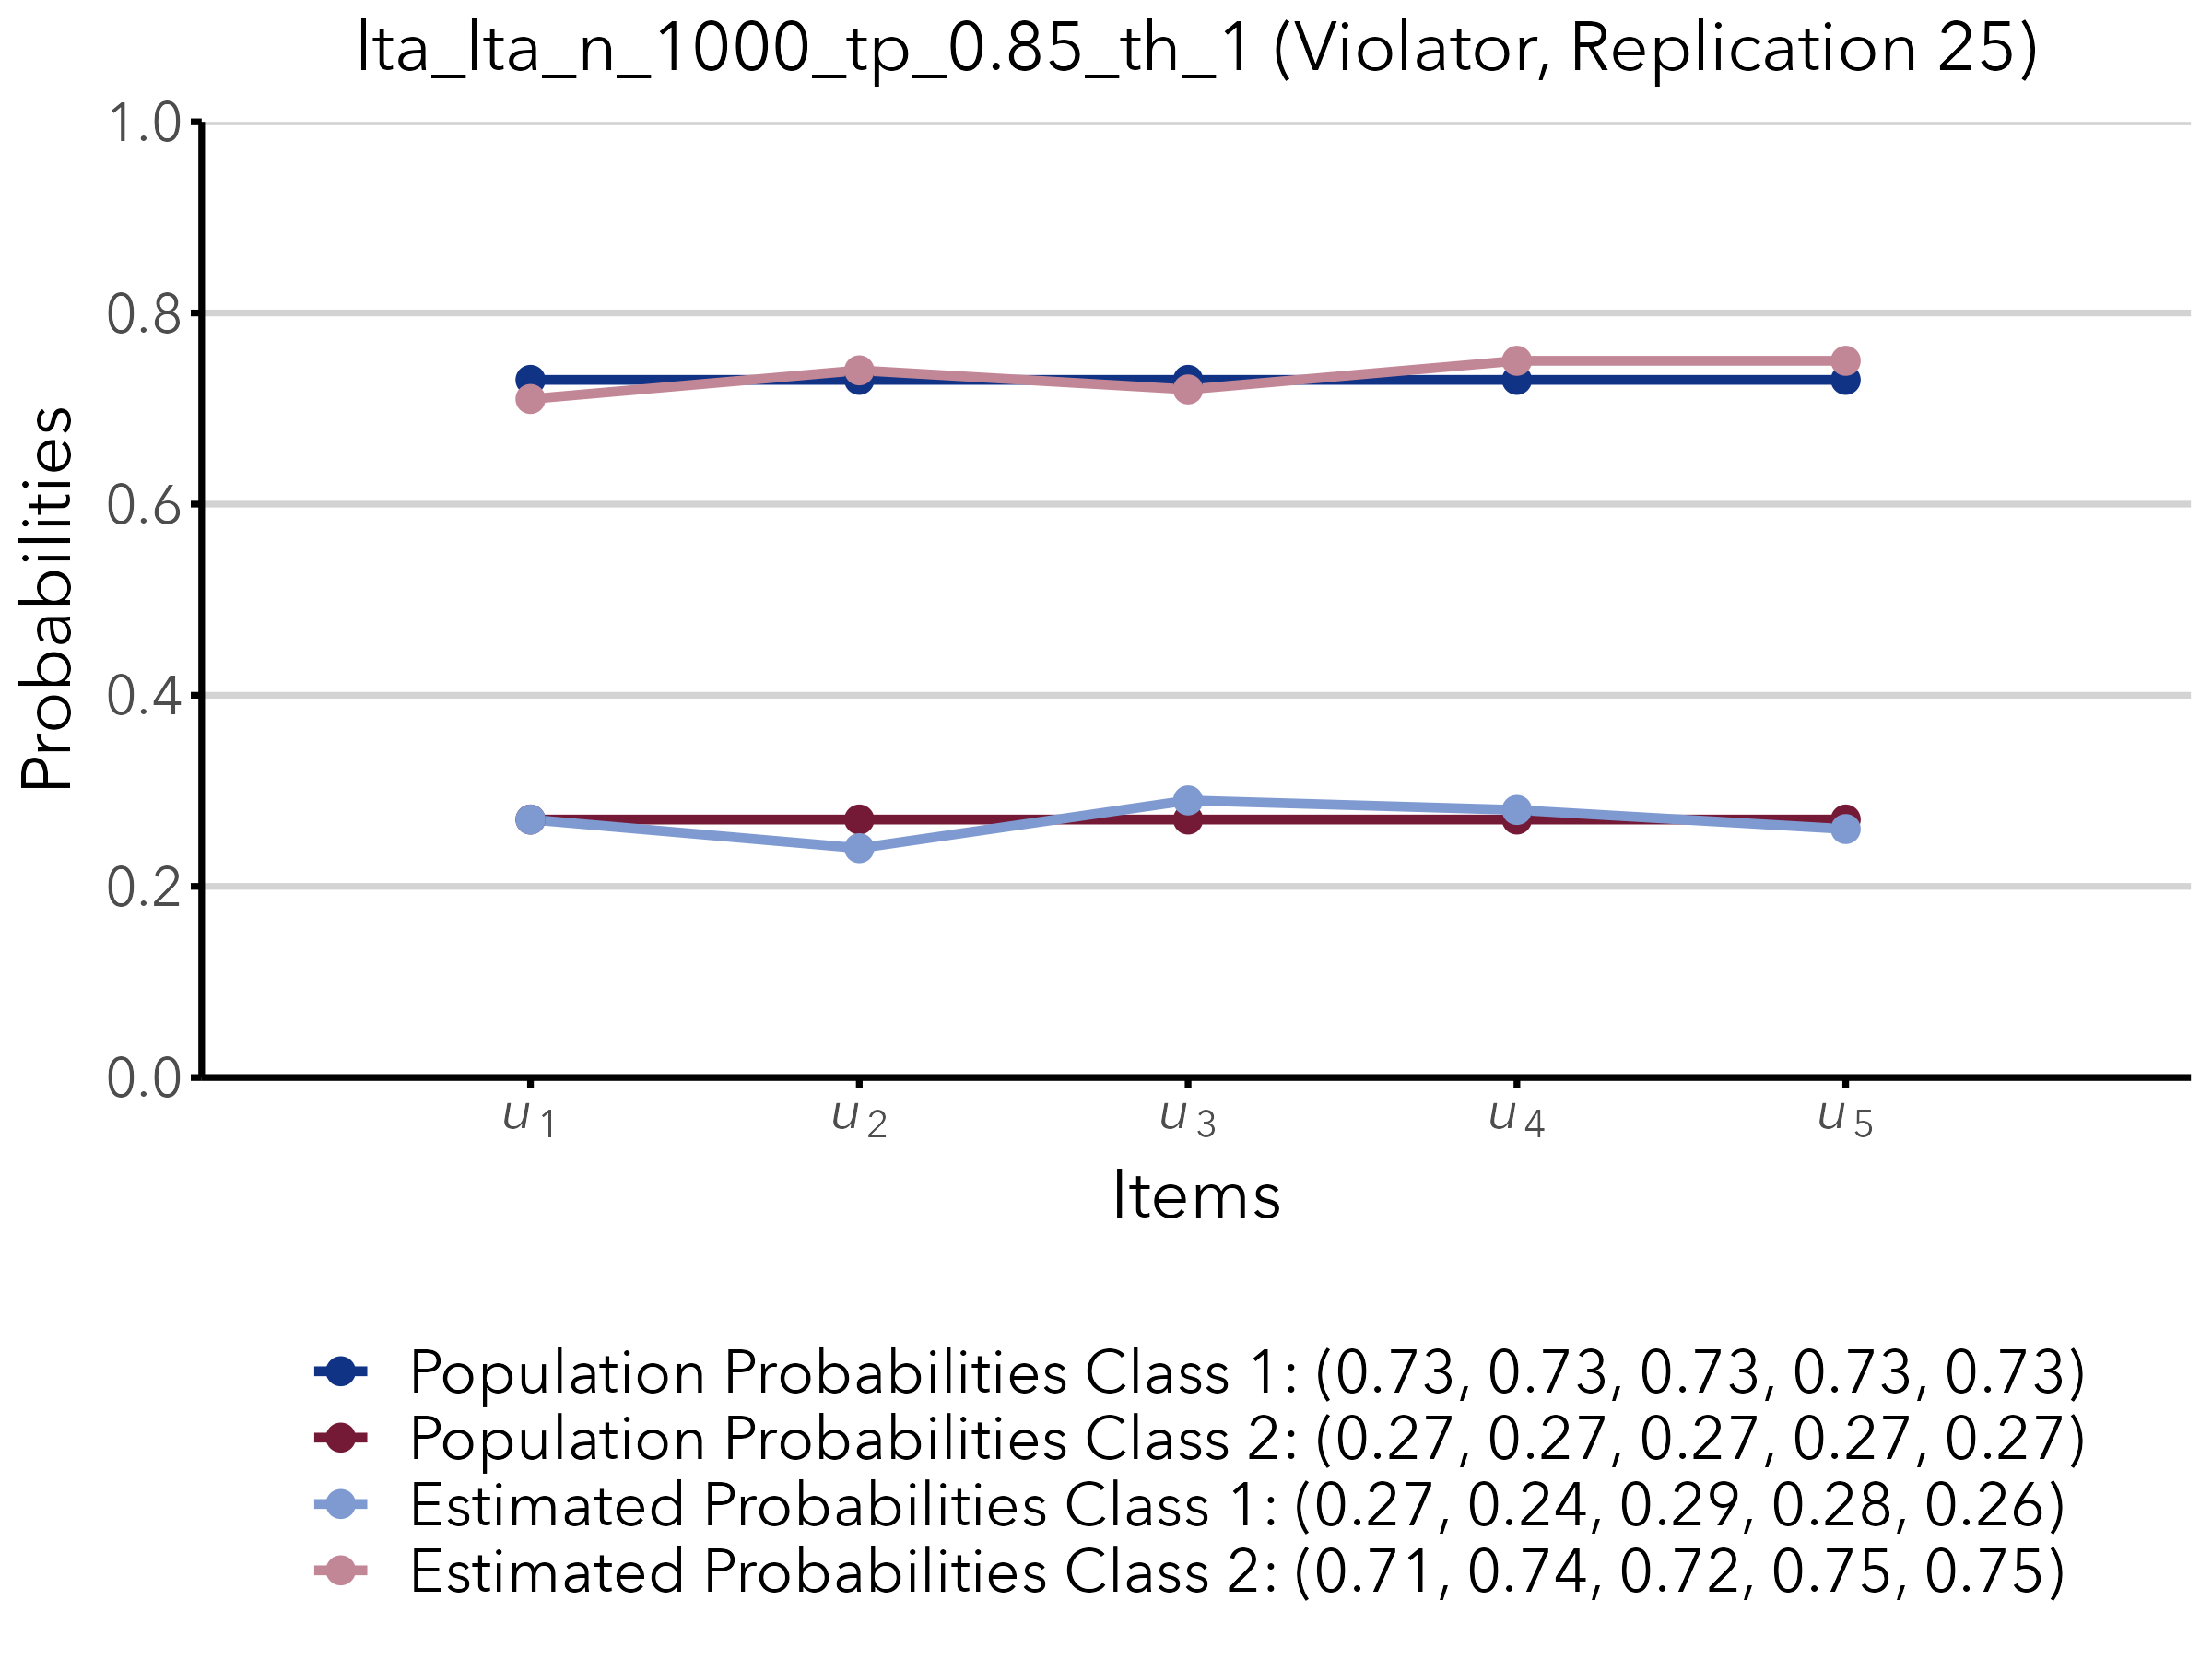 lta_lta_n_1000_tp_0.85_th_1 (Violator, Replication 25)
1.0
0.8
0.6
0.4
0.2
0.0
Probabilities
u1 u2 u3 u4 u5
Items
Population Probabilities Class 1: (0.73, 0.73, 0.73, 0.73, 0.73)
Population Probabilities Class 2: (0.27, 0.27, 0.27, 0.27, 0.27)
Estimated Probabilities Class 1: (0.27, 0.24, 0.29, 0.28, 0.26)
Estimated Probabilities Class 2: (0.71, 0.74, 0.72, 0.75, 0.75)